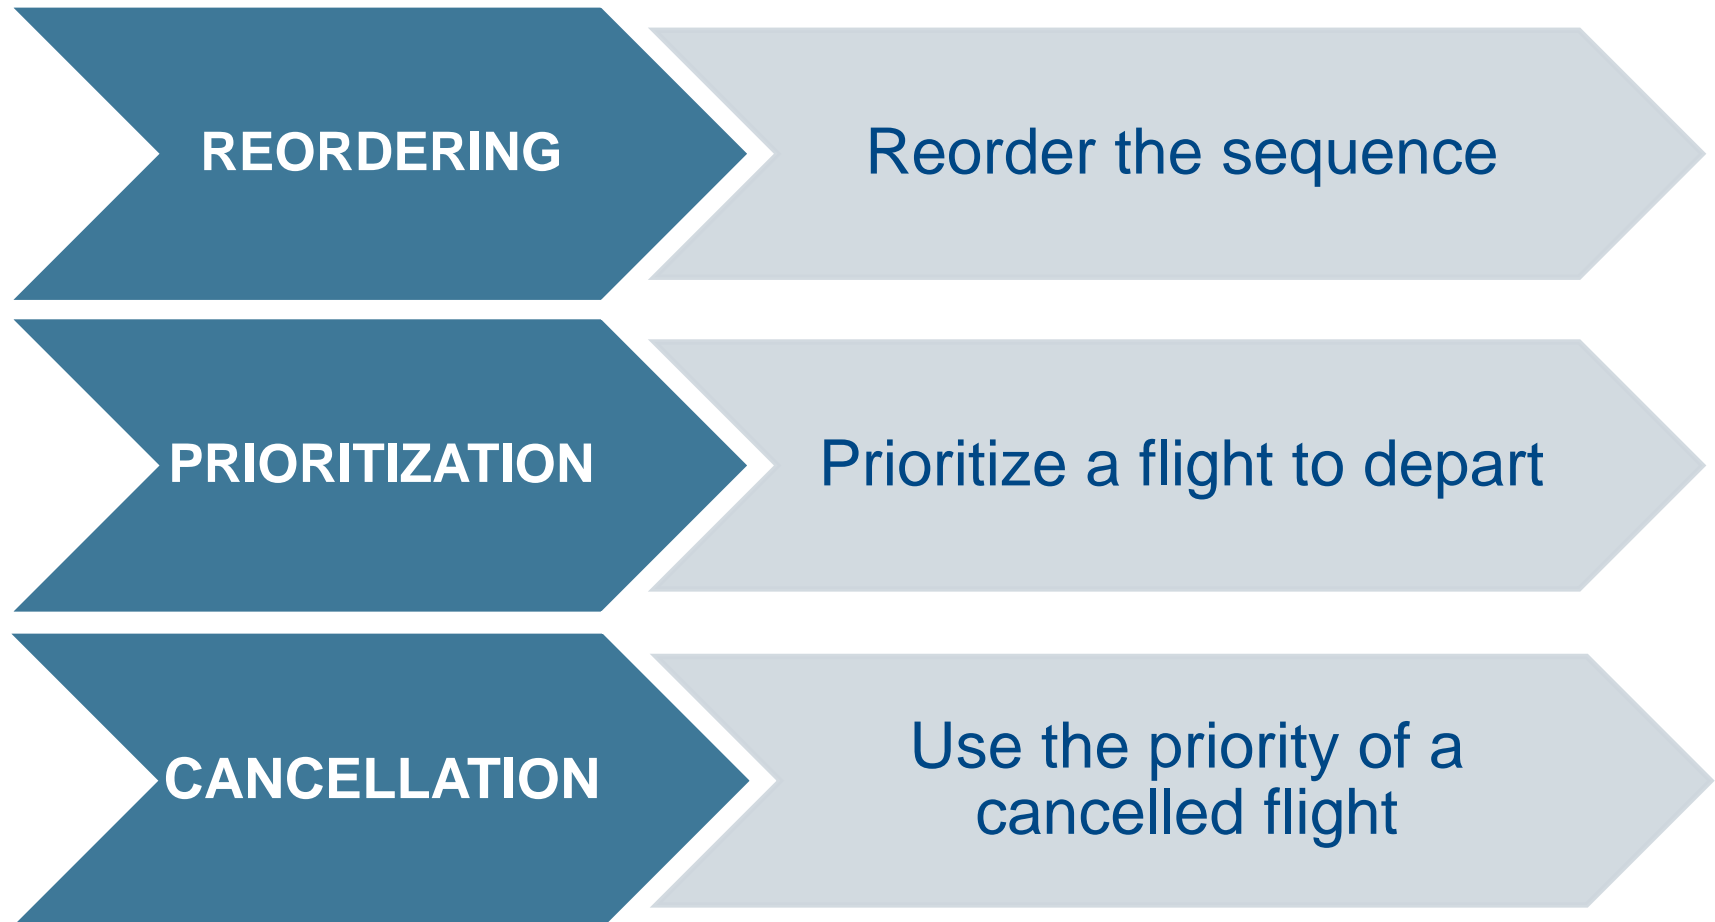 REORDERING
Reorder the sequence
PRIORITIZATION
Prioritize a flight to depart
CANCELLATION
Use the priority of a
cancelled flight